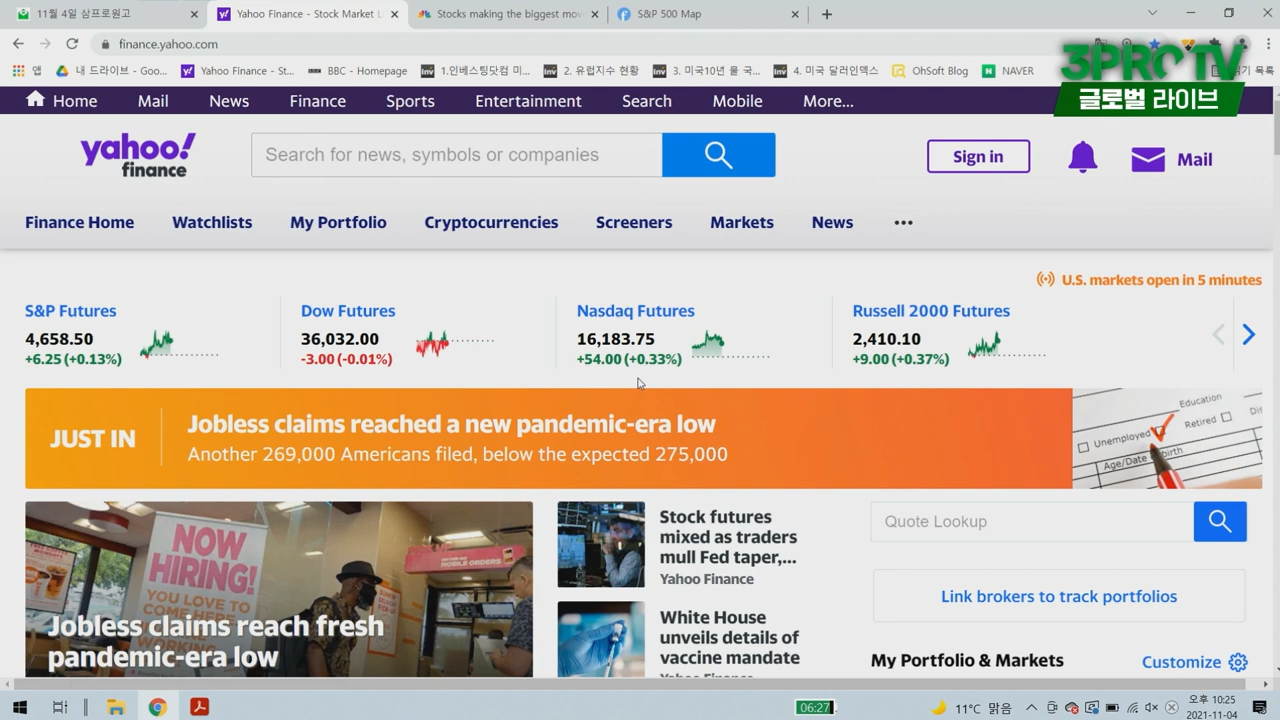 11월 4일 삼프로원고
Yahoo Finance - Stock Market L
Stocks making the biggest mov
S&P 500 Map
finance.yahoo.com
앱
내 드라이브 - Goo...
Yahoo Finance - St...
BBC - Homepage
1.인베스팅닷컴 미...
2. 유럽지수 현황
3. 미국10년 물 국...
4. 미국 달러인덱스
OhSoft Blog
NAVER
읽기 목록
3PROTV
글로벌 라이브
Home
Mail
News
Finance
Sports
Entertainment
Search
Mobile
More...
yahoo!
finance
Search for news, symbols or companies
Sign in
Mail
Finance Home
Watchlists
My Portfolio
Cryptocurrencies
Screeners
Markets
News
•••
U.S. markets open in 5 minutes
S&P Futures
4,658.50
+6.25 (+0.13%)
Dow Futures
36,032.00
-3.00 (-0.01%)
Nasdaq Futures
16,183.75
+54.00 (+0.33%)
Russell 2000 Futures
2,410.10
+9.00 (+0.37%)
JUST IN
Jobless claims reached a new pandemic-era low
Another 269,000 Americans filed, below the expected 275,000
Education
Unemployed
Retired
Age/Date
birth
NOW
HIRING!
YOU LOVE TO
COME HERE
MOBILE ORDERS
Jobless claims reach fresh
pandemic-era low
Stock futures
mixed as traders
mull Fed taper,...
Yahoo Finance
White House
unveils details of
vaccine mandate
Quote Lookup
Link brokers to track portfolios
My Portfolio & Markets
Customize
06:27
11°C 맑음
오후 10:25
2021-11-04